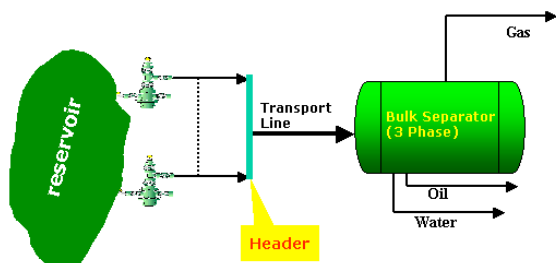 Gas
reservoir
Transport
Line
Bulk Separator
(3 Phase)
Oil
Water
Header